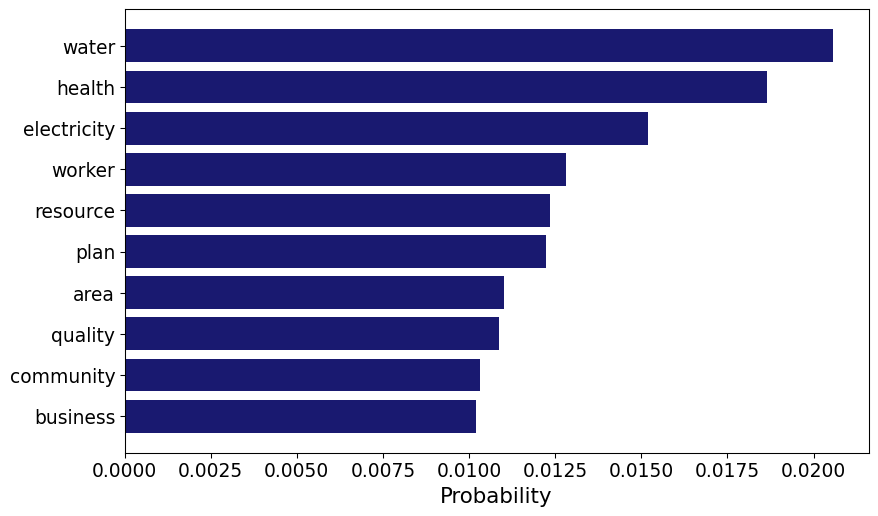 water
health
electricity
worker
resource
plan
area
quality
community
business
0.0000 0.0025 0.0050 0.0075 0.0100 0.0125 0.0150 0.0175 0.0200
Probability